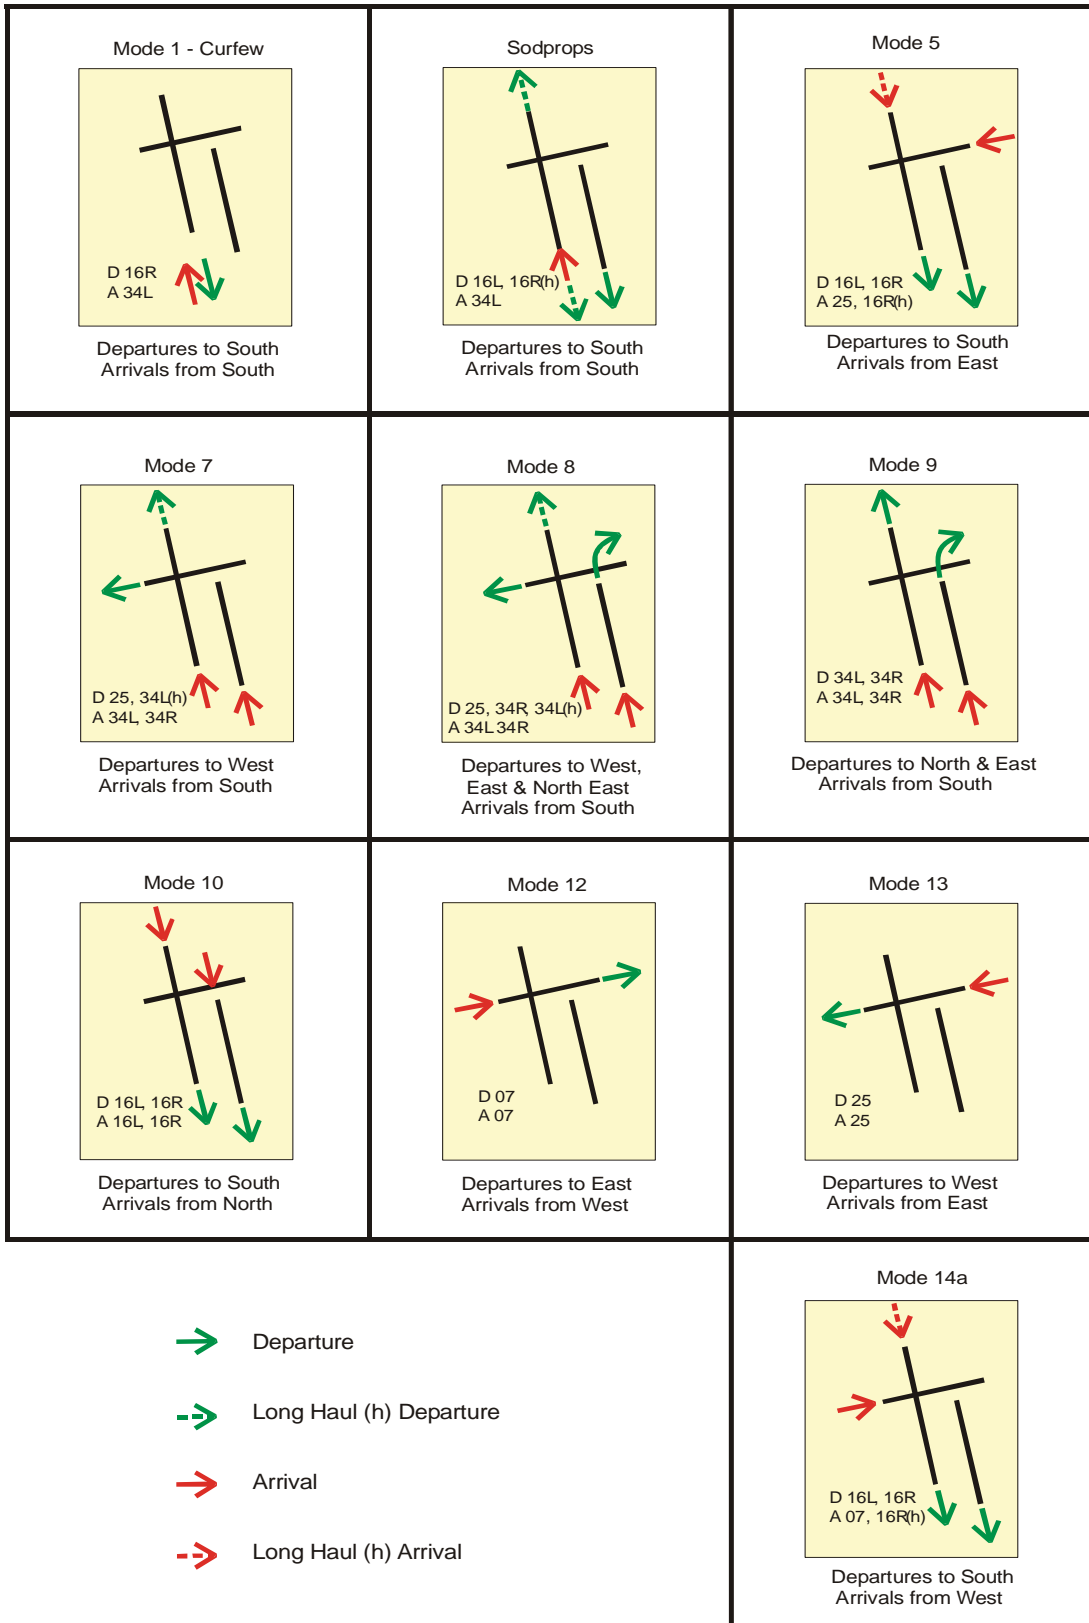 Mode 1 - Curfew
D 16R
A 34L
Departures to South
Arrivals from South
Sodprops
D 16L, 16R(h)
A 34L
Departures to South
Arrivals from South
Mode 5
D 16L, 16R
A 25, 16R(h)
Departures to South
Arrivals from East
Mode 7
D 25, 34L(h)
A 34L, 34R
Departures to West
Arrivals from South
Mode 8
D 25, 34R, 34L(h)
A 34L 34R
Departures to West,
East & North East
Arrivals from South
Mode 9
D 34L, 34R
A 34L, 34R
Departures to North & East
Arrivals from South
Mode 10
D 16L, 16R
A 16L, 16R
Departures to South
Arrivals from North
Mode 12
D 07
A 07
Departures to East
Arrivals from West
Mode 13
D 25
A 25
Departures to West
Arrivals from East
Departure
Long Haul (h) Departure
Arrival
Long Haul (h) Arrival
Mode 14a
D 16L, 16R
A 07, 16R(h)
Departures to South
Arrivals from West